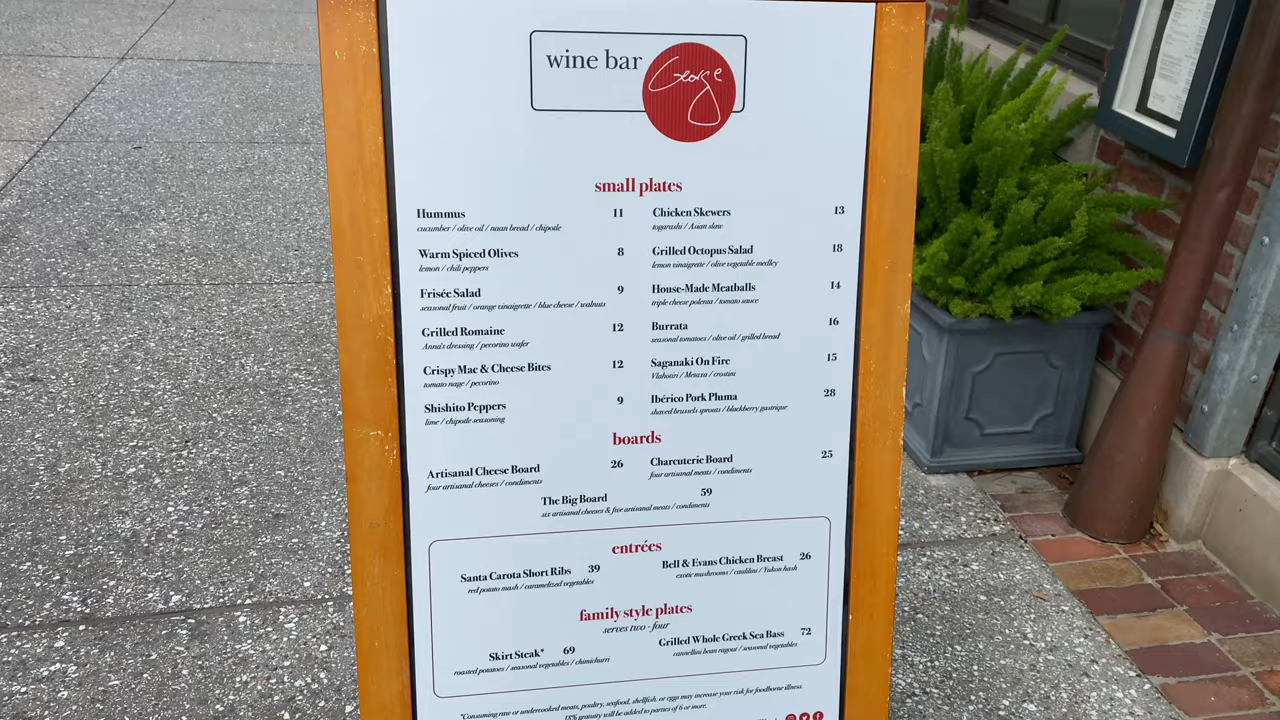 wine bar George
small plates
Hummus 11
cucumber / olive oil / naan bread / chipotle
Warm Spiced Olives 8
lemon / chili peppers
Frisée Salad 9
seasonal fruit / orange vinaigrette / blue cheese / walnuts
Grilled Romaine 12
Anna's dressing / pecorino wafer
Crispy Mac & Cheese Bites 12
tomato nage / pecorino
Shishito Peppers 9
lime / chipotle seasoning
Chicken Skewers 13
togarashi / Asian slaw
Grilled Octopus Salad 18
lemon vinaigrette / olive vegetable medley
House-Made Meatballs 14
triple cheese polenta / tomato sauce
Burrata 16
seasonal tomatoes / olive oil / grilled bread
Saganaki On Fire 15
Vlahotiri / Metaxa / crostini
Ibérico Pork Pluma 28
shaved brussels sprouts / blackberry gastrique
boards
Artisanal Cheese Board 26
four artisanal cheeses / condiments
Charcuterie Board 25
four artisanal meats / condiments
The Big Board 59
six artisanal cheeses & five artisanal meats / condiments
entrées
Santa Carota Short Ribs 39
red potato mash / caramelized vegetables
Bell & Evans Chicken Breast 26
exotic mushrooms / caulilini / Yukon hash
family style plates
serves two - four
Skirt Steak* 69
roasted potatoes / seasonal vegetables / chimichurri
Grilled Whole Greek Sea Bass 72
cannellini bean ragout / seasonal vegetables
*Consuming raw or undercooked meats, poultry, seafood, shellfish, or eggs may increase your risk for foodborne illness.
18% gratuity will be added to parties of 6 or more.